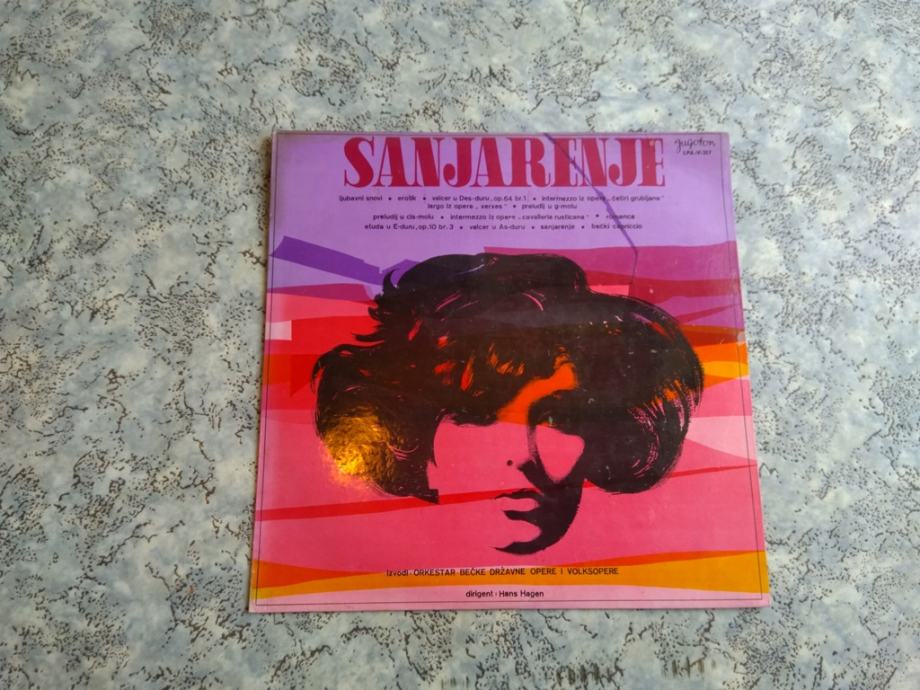 SANJARENJE
jugoton
LPA-V-357
ljubavni snovi • erotik • valcer u Des-duru, op. 64 br. 1 • intermezzo iz opere „četiri grubijana“
largo iz opere „xerxes“ • preludij u g-molu
preludij u cis-molu • intermezzo iz opere „cavalleria rusticana“ • romanca
etuda u E-duru, op. 10 br. 3 • valcer u As-duru • sanjarenje • bečki capriccio
izvodi: ORKESTAR BEČKE DRŽAVNE OPERE I VOLKSOPERE
dirigent: Hans Hagen